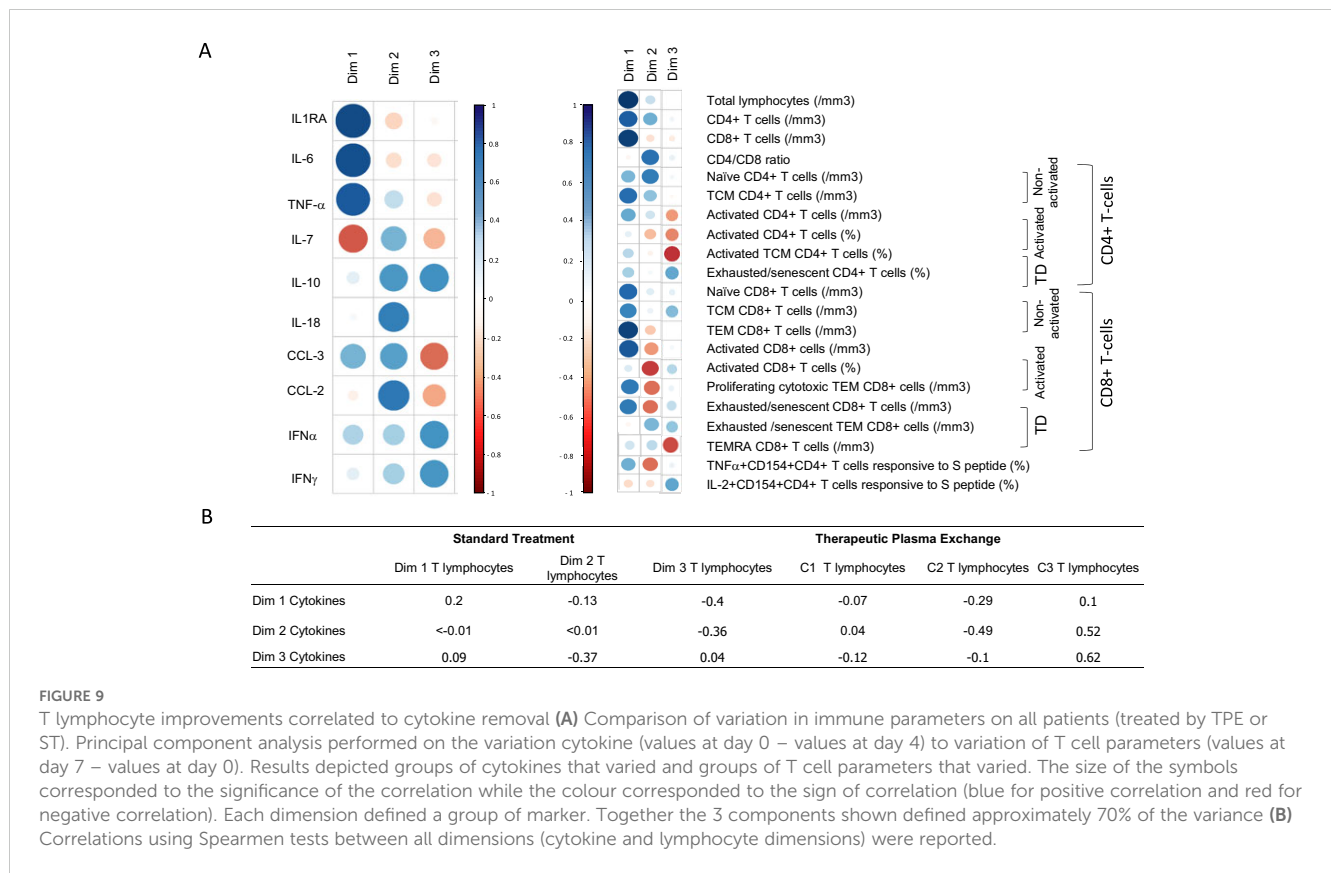 A
Dim 1
Dim 2
Dim 3
IL1RA
IL-6
TNF-α
IL-7
IL-10
IL-18
CCL-3
CCL-2
IFNα
IFNγ
1
0.8
0.6
0.4
0.2
0
- 0.2
- 0.4
- 0.6
- 0.8
- 1
1
0.8
0.6
0.4
0.2
0
- 0.2
- 0.4
- 0.6
- 0.8
- 1
Dim 1
Dim 2
Dim 3
Total lymphocytes (/mm3)
CD4+ T cells (/mm3)
CD8+ T cells (/mm3)
CD4/CD8 ratio
Naïve CD4+ T cells (/mm3)
TCM CD4+ T cells (/mm3)
Activated CD4+ T cells (/mm3)
Activated CD4+ T cells (%)
Activated TCM CD4+ T cells (%)
Exhausted/senescent CD4+ T cells (%)
Naïve CD8+ T cells (/mm3)
TCM CD8+ T cells (/mm3)
TEM CD8+ T cells (/mm3)
Activated CD8+ cells (/mm3)
Activated CD8+ T cells (%)
Proliferating cytotoxic TEM CD8+ cells (/mm3)
Exhausted/senescent CD8+ T cells (/mm3)
Exhausted /senescent TEM CD8+ cells (/mm3)
TEMRA CD8+ T cells (/mm3)
TNFα+CD154+CD4+ T cells responsive to S peptide (%)
IL-2+CD154+CD4+ T cells responsive to S peptide (%)
Non-
activated
Activated
TD
CD4+ T-cells
Non-
activated
Activated
TD
CD8+ T-cells
B
Standard Treatment Therapeutic Plasma Exchange
Dim 1 T lymphocytes Dim 2 T lymphocytes Dim 3 T lymphocytes C1 T lymphocytes C2 T lymphocytes C3 T lymphocytes
Dim 1 Cytokines 0.2 -0.13 -0.4 -0.07 -0.29 0.1
Dim 2 Cytokines <-0.01 <0.01 -0.36 0.04 -0.49 0.52
Dim 3 Cytokines 0.09 -0.37 0.04 -0.12 -0.1 0.62
FIGURE 9
T lymphocyte improvements correlated to cytokine removal (A) Comparison of variation in immune parameters on all patients (treated by TPE or
ST). Principal component analysis performed on the variation cytokine (values at day 0 – values at day 4) to variation of T cell parameters (values at
day 7 – values at day 0). Results depicted groups of cytokines that varied and groups of T cell parameters that varied. The size of the symbols
corresponded to the significance of the correlation while the colour corresponded to the sign of correlation (blue for positive correlation and red for
negative correlation). Each dimension defined a group of marker. Together the 3 components shown defined approximately 70% of the variance (B)
Correlations using Spearmen tests between all dimensions (cytokine and lymphocyte dimensions) were reported.